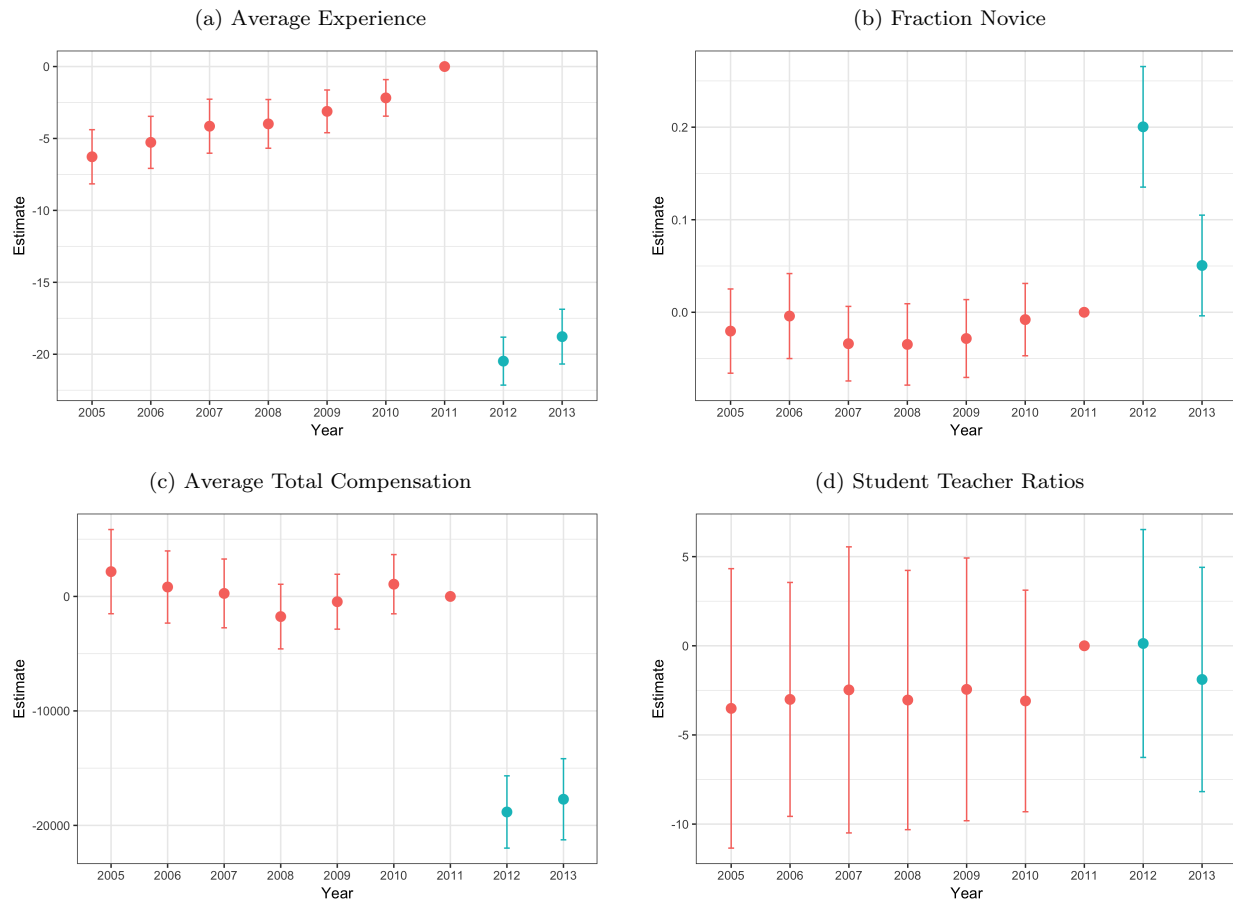 (a) Average Experience
0
-5
-10
-15
-20
Estimate
2005 2006 2007 2008 2009 2010 2011 2012 2013
Year
(b) Fraction Novice
0.2
0.1
0.0
Estimate
2005 2006 2007 2008 2009 2010 2011 2012 2013
Year
(c) Average Total Compensation
0
-10000
-20000
Estimate
2005 2006 2007 2008 2009 2010 2011 2012 2013
Year
(d) Student Teacher Ratios
5
0
-5
-10
Estimate
2005 2006 2007 2008 2009 2010 2011 2012 2013
Year